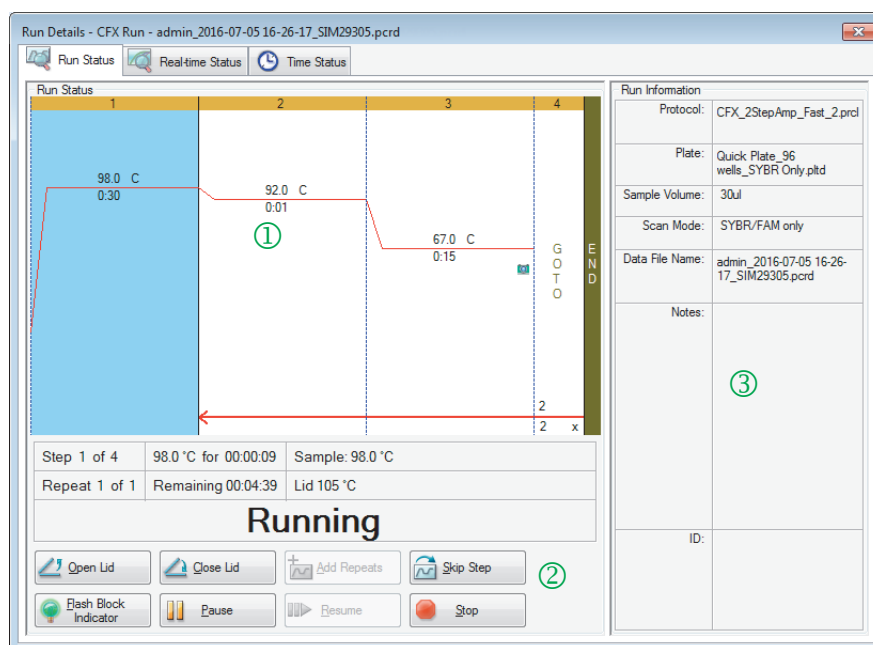 Run Details - CFX Run - admin_2016-07-05 16-26-17_SIM29305.pcrd
Run Status
Real-time Status
Time Status
Run Status
1
2
3
4
98.0 C
0:30
92.0 C
0:01
①
67.0 C
0:15
G
O
T
O
E
N
D
2
2 x
Step 1 of 4
98.0 °C for 00:00:09
Sample: 98.0 °C
Repeat 1 of 1
Remaining 00:04:39
Lid 105 °C
Running
Open Lid
Close Lid
Add Repeats
Skip Step
②
Flash Block
Indicator
Pause
Resume
Stop
Run Information
Protocol:
CFX_2StepAmp_Fast_2.prcl
Plate:
Quick Plate_96
wells_SYBR Only.pltd
Sample Volume:
30ul
Scan Mode:
SYBR/FAM only
Data File Name:
admin_2016-07-05 16-26-
17_SIM29305.pcrd
Notes:
③
ID: